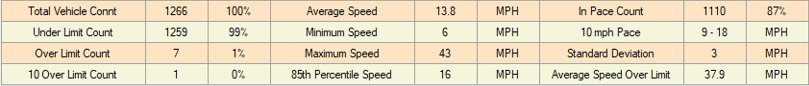 Total Vehicle Connt 1266 100% Average Speed 13.8 MPH In Pace Count 1110 87%
Under Limit Count 1259 99% Minimum Speed 6 MPH 10 mph Pace 9 - 18 MPH
Over Limit Count 7 1% Maximum Speed 43 MPH Standard Deviation 3 MPH
10 Over Limit Count 1 0% 85th Percentile Speed 16 MPH Average Speed Over Limit 37.9 MPH